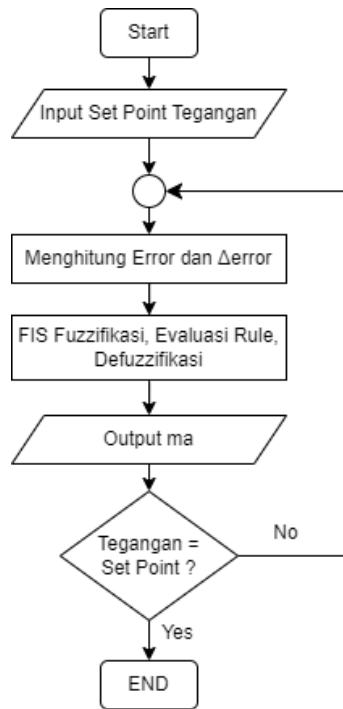 Start
Input Set Point Tegangan
Menghitung Error dan Δerror
FIS Fuzzifikasi, Evaluasi Rule,
Defuzzifikasi
Output ma
Tegangan =
Set Point ?
No
Yes
END